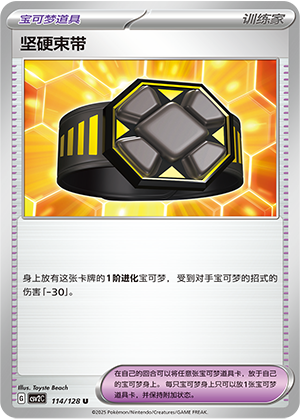 宝可梦道具 训练家
坚硬束带
身上放有这张卡牌的1阶进化宝可梦，受到对手宝可梦的招式的
伤害「-30」。
Illus. Toyste Beach
在自己的回合可以将任意张宝可梦道具卡，放于自己
的宝可梦身上。每只宝可梦身上只可以放1张宝可梦道
具卡，并保持附加状态。
G CSV2C 114/128 U
©2025 Pokémon/Nintendo/Creatures/GAME FREAK.